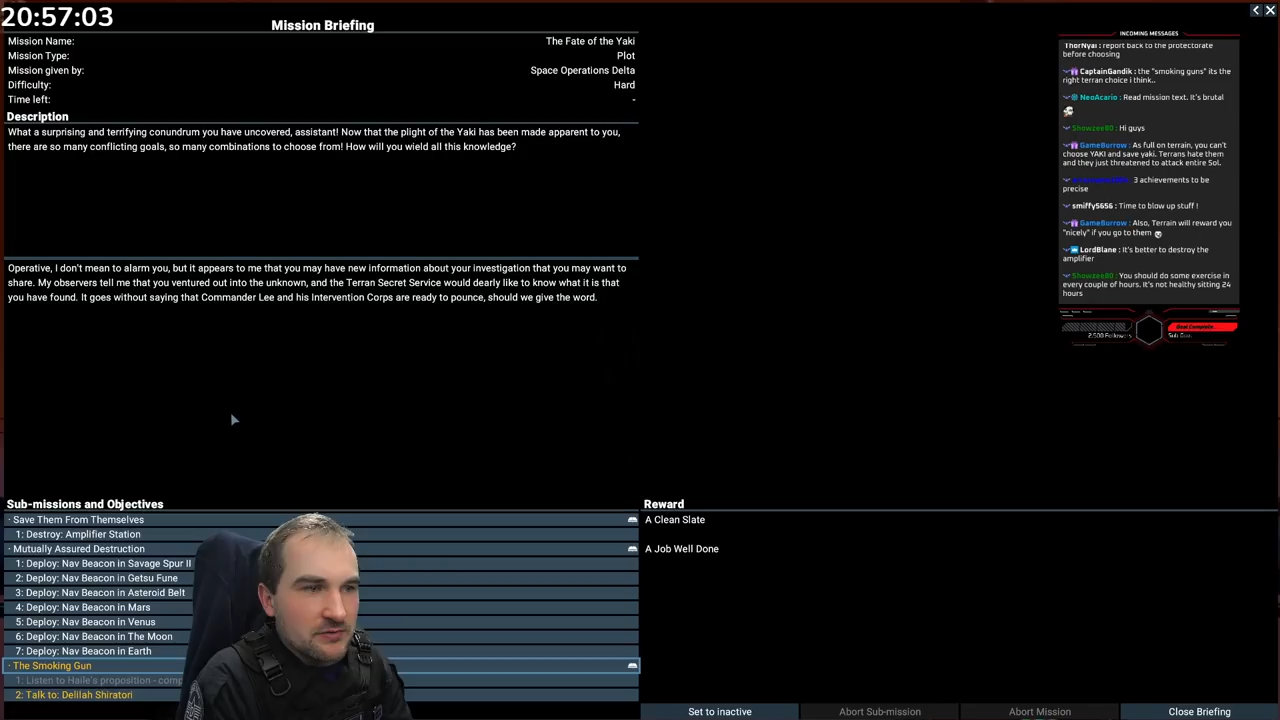 20:57:03
Mission Briefing
Mission Name: The Fate of the Yaki
Mission Type: Plot
Mission given by: Space Operations Delta
Difficulty: Hard
Time left: -
Description
What a surprising and terrifying conundrum you have uncovered, assistant! Now that the plight of the Yaki has been made apparent to you,
there are so many conflicting goals, so many combinations to choose from! How will you wield all this knowledge?
Operative, I don't mean to alarm you, but it appears to me that you may have new information about your investigation that you may want to
share. My observers tell me that you ventured out into the unknown, and the Terran Secret Service would dearly like to know what it is that
you have found. It goes without saying that Commander Lee and his Intervention Corps are ready to pounce, should we give the word.
Sub-missions and Objectives
· Save Them From Themselves
1: Destroy: Amplifier Station
· Mutually Assured Destruction
1: Deploy: Nav Beacon in Savage Spur II
2: Deploy: Nav Beacon in Getsu Fune
3: Deploy: Nav Beacon in Asteroid Belt
4: Deploy: Nav Beacon in Mars
5: Deploy: Nav Beacon in Venus
6: Deploy: Nav Beacon in The Moon
7: Deploy: Nav Beacon in Earth
· The Smoking Gun
1: Listen to Haile's proposition - comp
2: Talk to: Delilah Shiratori
Reward
A Clean Slate
A Job Well Done
Set to inactive
Abort Sub-mission
Abort Mission
Close Briefing
INCOMING MESSAGES
ThorNyai : report back to the protectorate
before choosing
CaptainGandik : the "smoking guns" its the
right terran choice i think..
NeoAcario : Read mission text. It's brutal
Showzee80 : Hi guys
GameBurrow : As full on terrain, you can't
choose YAKI and save yaki. Terrans hate them
and they just threatened to attack entire Sol.
: 3 achievements to be
precise
smiffy5656 : Time to blow up stuff !
GameBurrow : Also, Terrain will reward you
"nicely" if you go to them
LordBlane : It's better to destroy the
amplifier
Showzee80 : You should do some exercise in
every couple of hours. It's not healthy sitting 24
hours
2,500 Followers
Goal Complete
Sub Goal